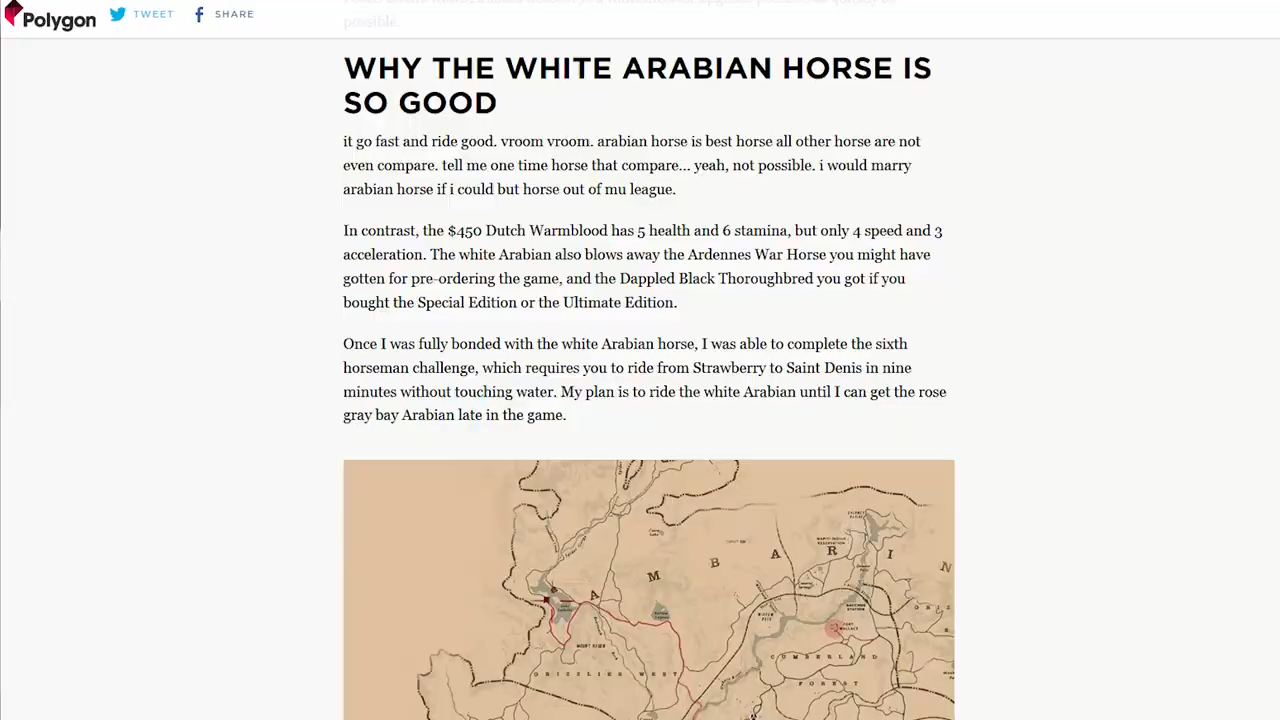 Polygon TWEET SHARE
possible.
WHY THE WHITE ARABIAN HORSE IS
SO GOOD
it go fast and ride good. vroom vroom. arabian horse is best horse all other horse are not
even compare. tell me one time horse that compare... yeah, not possible. i would marry
arabian horse if i could but horse out of mu league.
In contrast, the $450 Dutch Warmblood has 5 health and 6 stamina, but only 4 speed and 3
acceleration. The white Arabian also blows away the Ardennes War Horse you might have
gotten for pre-ordering the game, and the Dappled Black Thoroughbred you got if you
bought the Special Edition or the Ultimate Edition.
Once I was fully bonded with the white Arabian horse, I was able to complete the sixth
horseman challenge, which requires you to ride from Strawberry to Saint Denis in nine
minutes without touching water. My plan is to ride the white Arabian until I can get the rose
gray bay Arabian late in the game.
A M B A R I N
MOUNT HAGEN
FORT
WALLACE
CUMBERLAND
GRIZZLIES WEST
FOREST